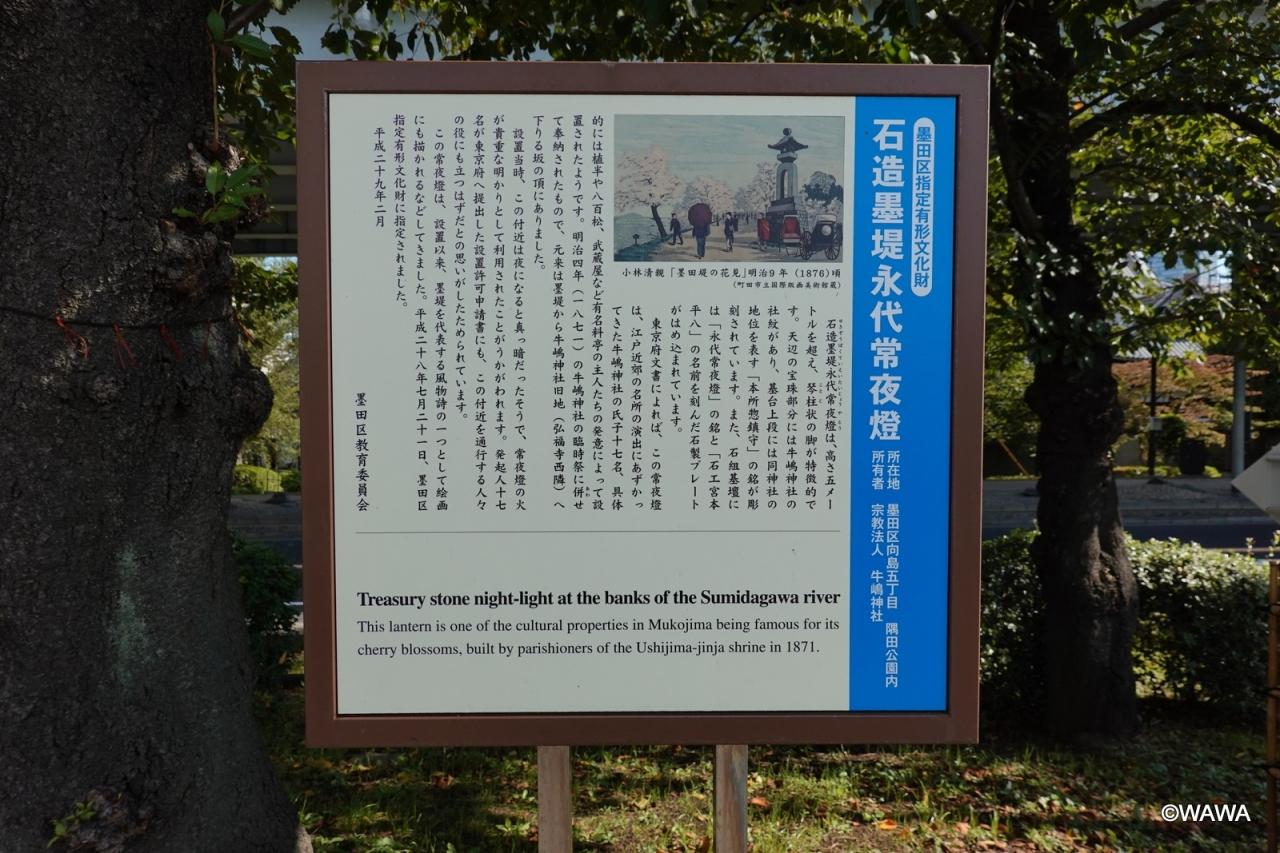 墨田区指定有形文化財
石造墨堤永代常夜燈
所在地 墨田区向島五丁目 隅田公園内
所有者 宗教法人 牛嶋神社
小林清親「墨田堤の花見」明治9年(1876)頃
(町田市立国際版画美術館蔵)
石造墨堤永代常夜燈は、高さ五メー
トルを超え、琴柱状の脚が特徴的で
す。天辺の宝珠部分には牛嶋神社の
社紋があり、基台上段には同神社の
地位を表す「本所惣鎮守」の銘が彫
刻されています。また、石組基壇に
は「永代常夜燈」の銘と「石工宮本
平八」の名前を刻んだ石製プレート
がはめ込まれています。
東京府文書によれば、この常夜燈
は、江戸近郊の名所の演出にあずかっ
てきた牛嶋神社の氏子十七名、具体
的には植半や八百松、武蔵屋など有名料亭の主人たちの発意によって設
置されたようです。明治四年(一八七一)の牛嶋神社の臨時祭に併せ
て奉納されたもので、元来は墨堤から牛嶋神社旧地(弘福寺西隣)へ
下りる坂の頂にありました。
設置当時、この付近は夜になると真っ暗だったそうで、常夜燈の火
が貴重な明かりとして利用されたことがうかがわれます。発起人十七
名が東京府へ提出した設置許可申請書にも、この付近を通行する人々
の役にも立つはずだとの思いがしたためられています。
この常夜燈は、設置以来、墨堤を代表する風物詩の一つとして絵画
にも描かれるなどしてきました。平成二十八年七月二十一日、墨田区
指定有形文化財に指定されました。
平成二十九年二月
墨田区教育委員会
Treasury stone night-light at the banks of the Sumidagawa river
This lantern is one of the cultural properties in Mukojima being famous for its
cherry blossoms, built by parishioners of the Ushijima-jinja shrine in 1871.
©WAWA